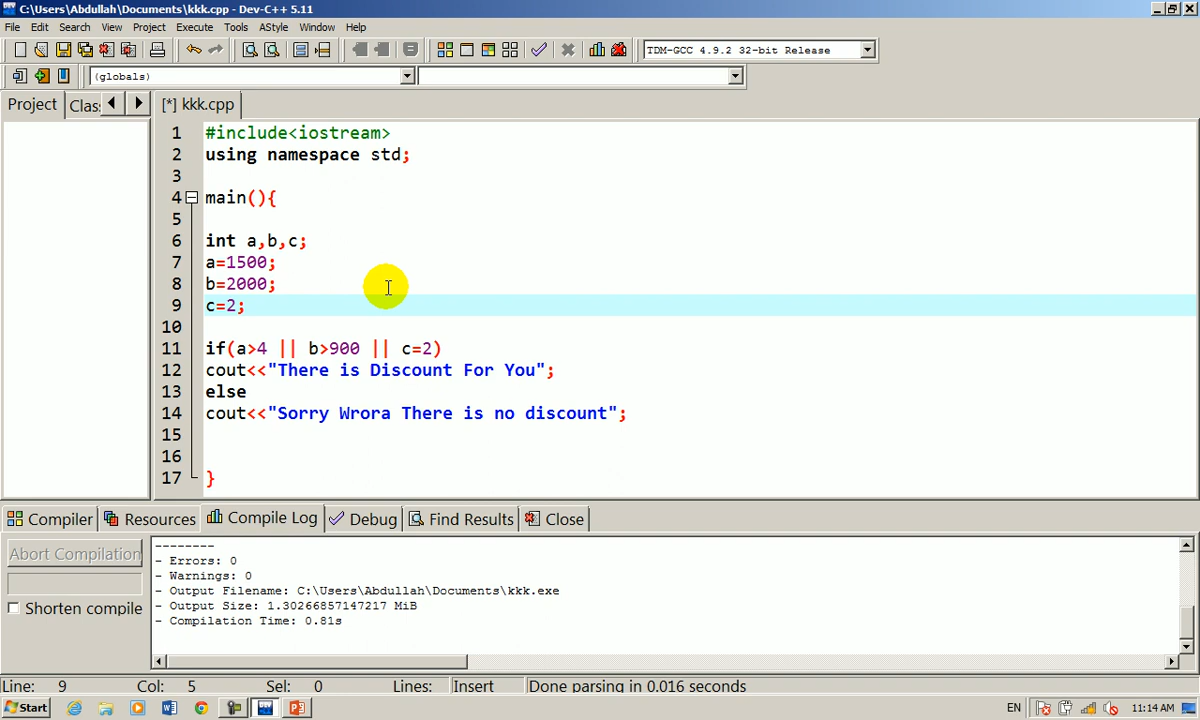 C:\Users\Abdullah\Documents\kkk.cpp - Dev-C++ 5.11
File Edit Search View Project Execute Tools AStyle Window Help
TDM-GCC 4.9.2 32-bit Release
(globals)
Project Clas [*] kkk.cpp
1 #include<iostream>
2 using namespace std;
3
4 main(){
5
6 int a,b,c;
7 a=1500;
8 b=2000;
9 c=2;
10
11 if(a>4 || b>900 || c=2)
12 cout<<"There is Discount For You";
13 else
14 cout<<"Sorry Wrora There is no discount";
15
16
17 }
Compiler Resources Compile Log Debug Find Results Close
Abort Compilation
Shorten compile
--------
- Errors: 0
- Warnings: 0
- Output Filename: C:\Users\Abdullah\Documents\kkk.exe
- Output Size: 1.30266857147217 MiB
- Compilation Time: 0.81s
Line: 9 Col: 5 Sel: 0 Lines: Insert Done parsing in 0.016 seconds
Start EN 11:14 AM